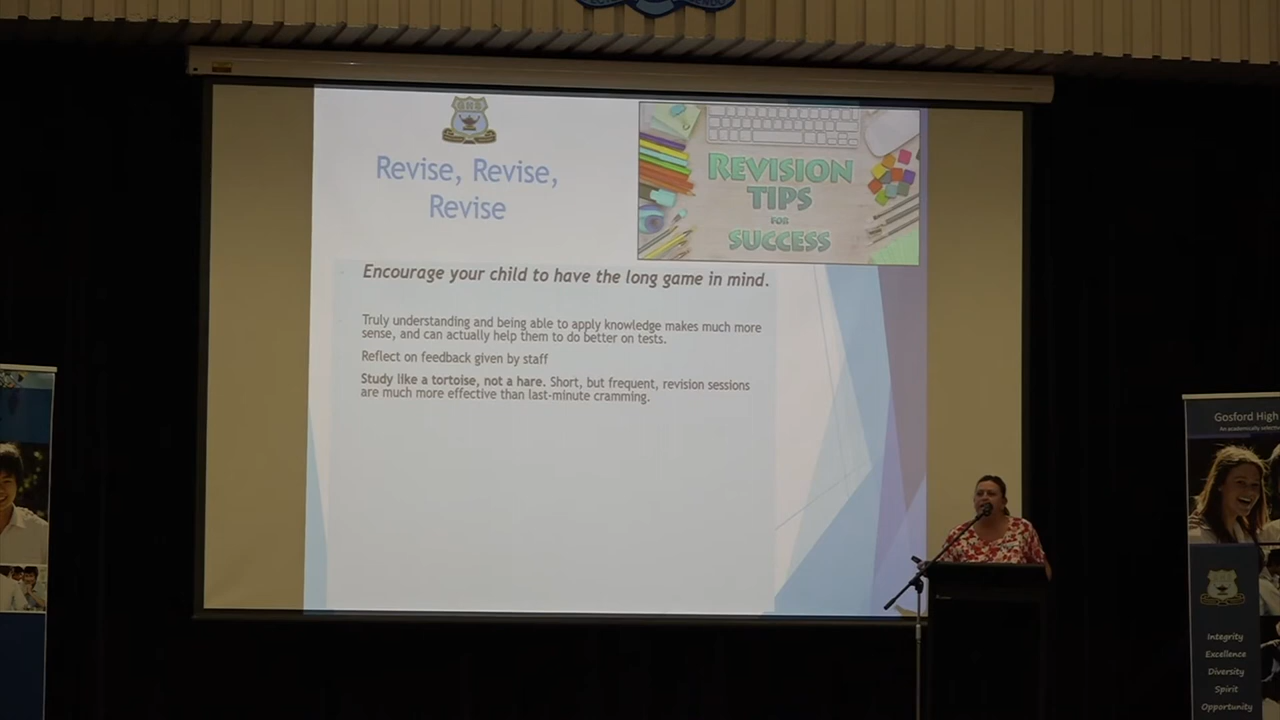 GHS
Revise, Revise,
Revise
REVISION
TIPS
FOR
SUCCESS
Encourage your child to have the long game in mind.
Truly understanding and being able to apply knowledge makes much more
sense, and can actually help them to do better on tests.
Reflect on feedback given by staff
Study like a tortoise, not a hare. Short, but frequent, revision sessions
are much more effective than last-minute cramming.
Gosford High
An academically
Integrity
Excellence
Diversity
Spirit
Opportunity